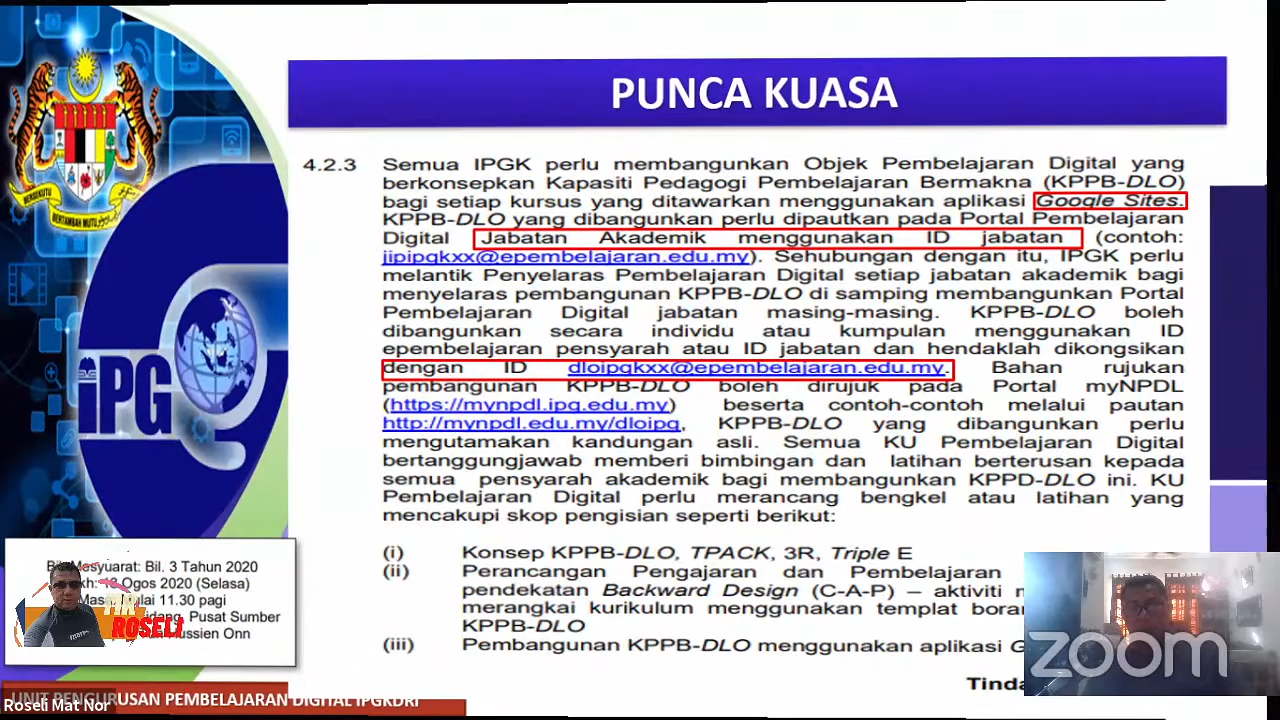 PUNCA KUASA
4.2.3 Semua IPGK perlu membangunkan Objek Pembelajaran Digital yang
berkonsepkan Kapasiti Pedagogi Pembelajaran Bermakna (KPPB-DLO)
bagi setiap kursus yang ditawarkan menggunakan aplikasi Google Sites.
KPPB-DLO yang dibangunkan perlu dipautkan pada Portal Pembelajaran
Digital Jabatan Akademik menggunakan ID jabatan (contoh:
jipipgkxx@epembelajaran.edu.my). Sehubungan dengan itu, IPGK perlu
melantik Penyelaras Pembelajaran Digital setiap jabatan akademik bagi
menyelaras pembangunan KPPB-DLO di samping membangunkan Portal
Pembelajaran Digital jabatan masing-masing. KPPB-DLO boleh
dibangunkan secara individu atau kumpulan menggunakan ID
epembelajaran pensyarah atau ID jabatan dan hendaklah dikongsikan
dengan ID dloipgkxx@epembelajaran.edu.my. Bahan rujukan
pembangunan KPPB-DLO boleh dirujuk pada Portal myNPDL
(https://mynpdl.ipg.edu.my) beserta contoh-contoh melalui pautan
http://mynpdl.edu.my/dloipg. KPPB-DLO yang dibangunkan perlu
mengutamakan kandungan asli. Semua KU Pembelajaran Digital
bertanggungjawab memberi bimbingan dan latihan berterusan kepada
semua pensyarah akademik bagi membangunkan KPPD-DLO ini. KU
Pembelajaran Digital perlu merancang bengkel atau latihan yang
mencakupi skop pengisian seperti berikut:
(i) Konsep KPPB-DLO, TPACK, 3R, Triple E
(ii) Perancangan Pengajaran dan Pembelajaran
pendekatan Backward Design (C-A-P) – aktiviti
merangkai kurikulum menggunakan templat
KPPB-DLO
(iii) Pembangunan KPPB-DLO menggunakan aplikasi
BERSEKUTU BERTAMBAH MUTU
iPG
Mesyuarat: Bil. 3 Tahun 2020
Ogos 2020 (Selasa)
11.30 pagi
Pusat Sumber
Hussien Onn
MR
ROSELI
UNIT PENGURUSAN PEMBELAJARAN DIGITAL IPGKDRI
Roseli Mat Nor
zoom